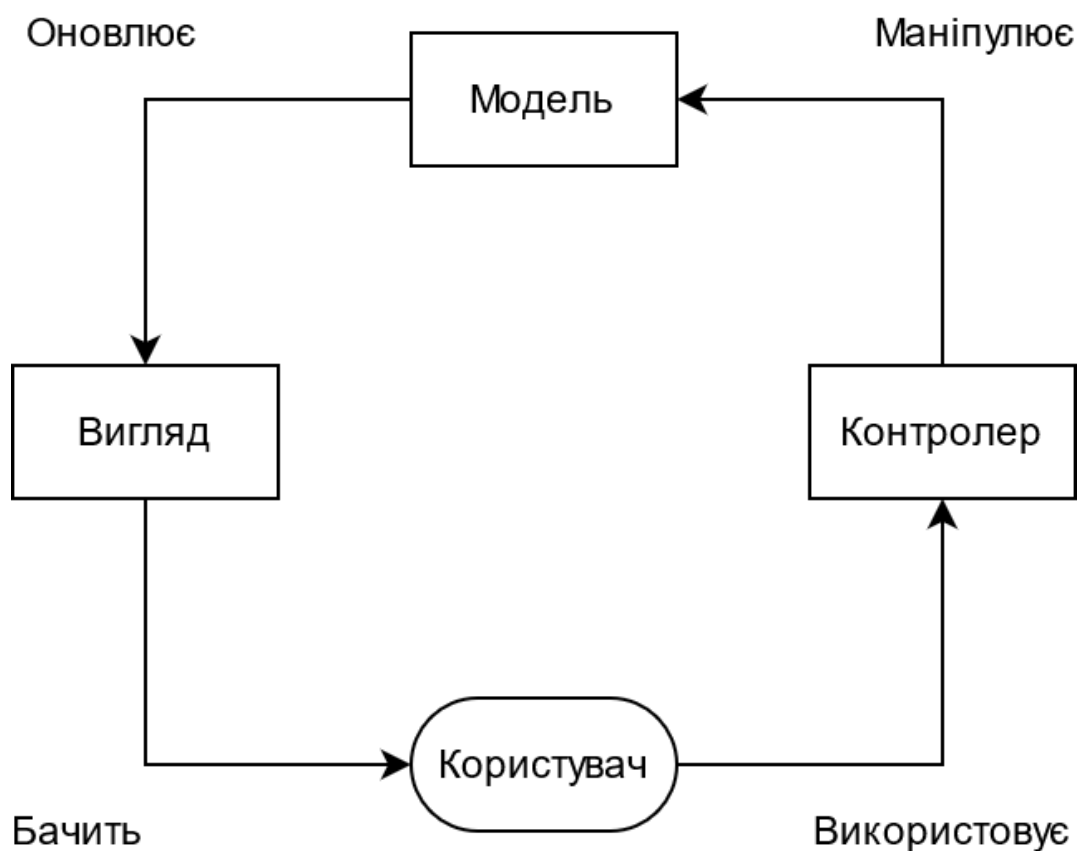 Оновлює
Маніпулює
Модель
Вигляд
Контролер
Користувач
Бачить
Використовує